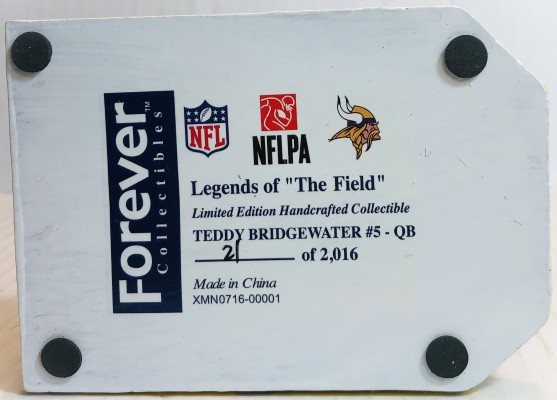 Forever™
Collectibles
NFL
NFLPA
Legends of "The Field"
Limited Edition Handcrafted Collectible
TEDDY BRIDGEWATER #5 - QB
21 of 2,016
Made in China
XMN0716-00001